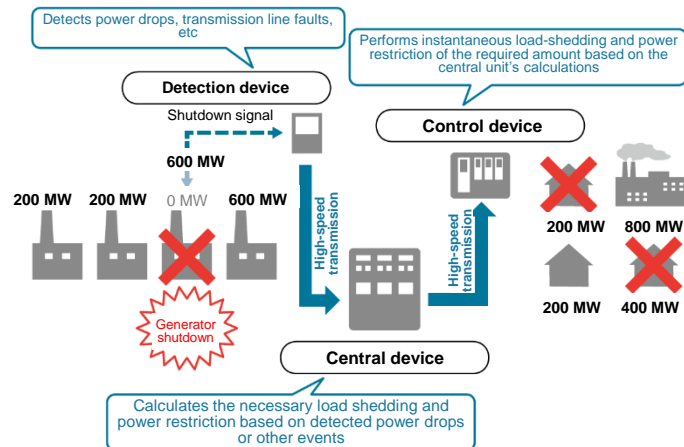 Detects power drops, transmission line faults,
etc
Performs instantaneous load-shedding and power
restriction of the required amount based on the
central unit's calculations
Detection device
Shutdown signal
Control device
600 MW
200 MW
200 MW
0 MW
600 MW
High-speed
transmission
High-speed
transmission
200 MW
800 MW
200 MW
400 MW
Generator
shutdown
Central device
Calculates the necessary load shedding and
power restriction based on detected power drops
or other events